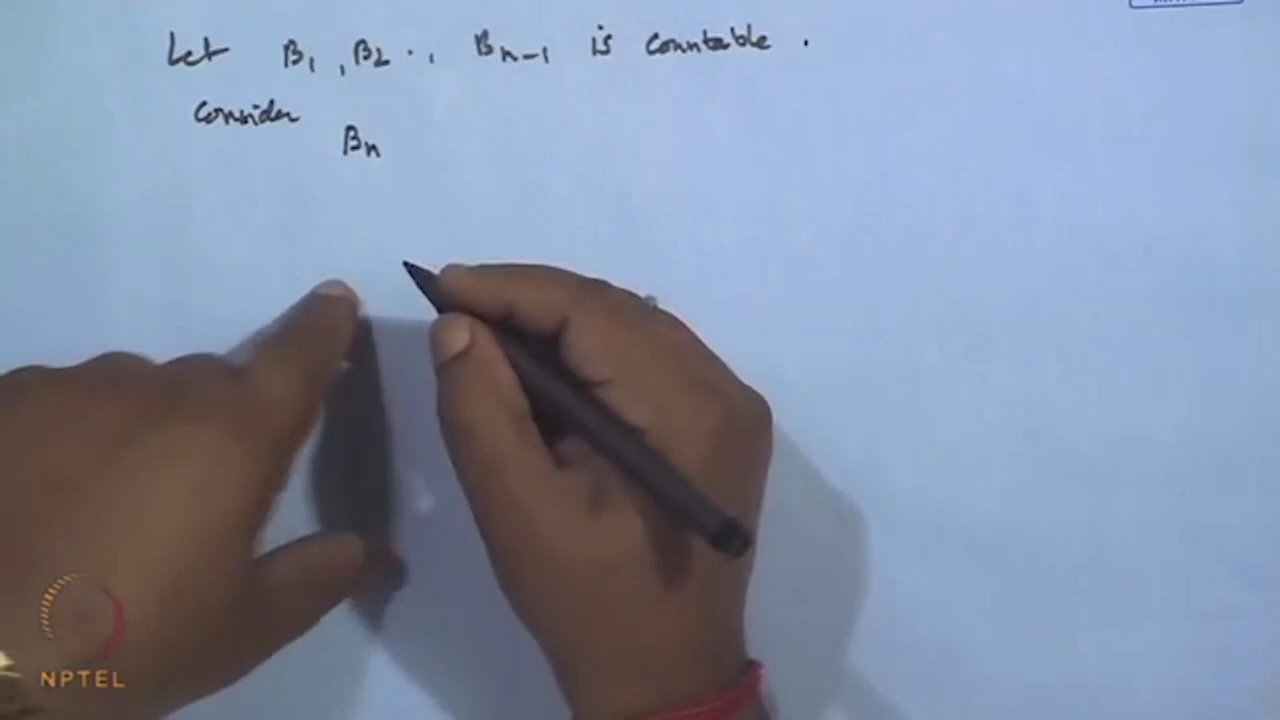 Let B1, B2 . , Bn-1 is Countable .
Consider
Bn
NPTEL